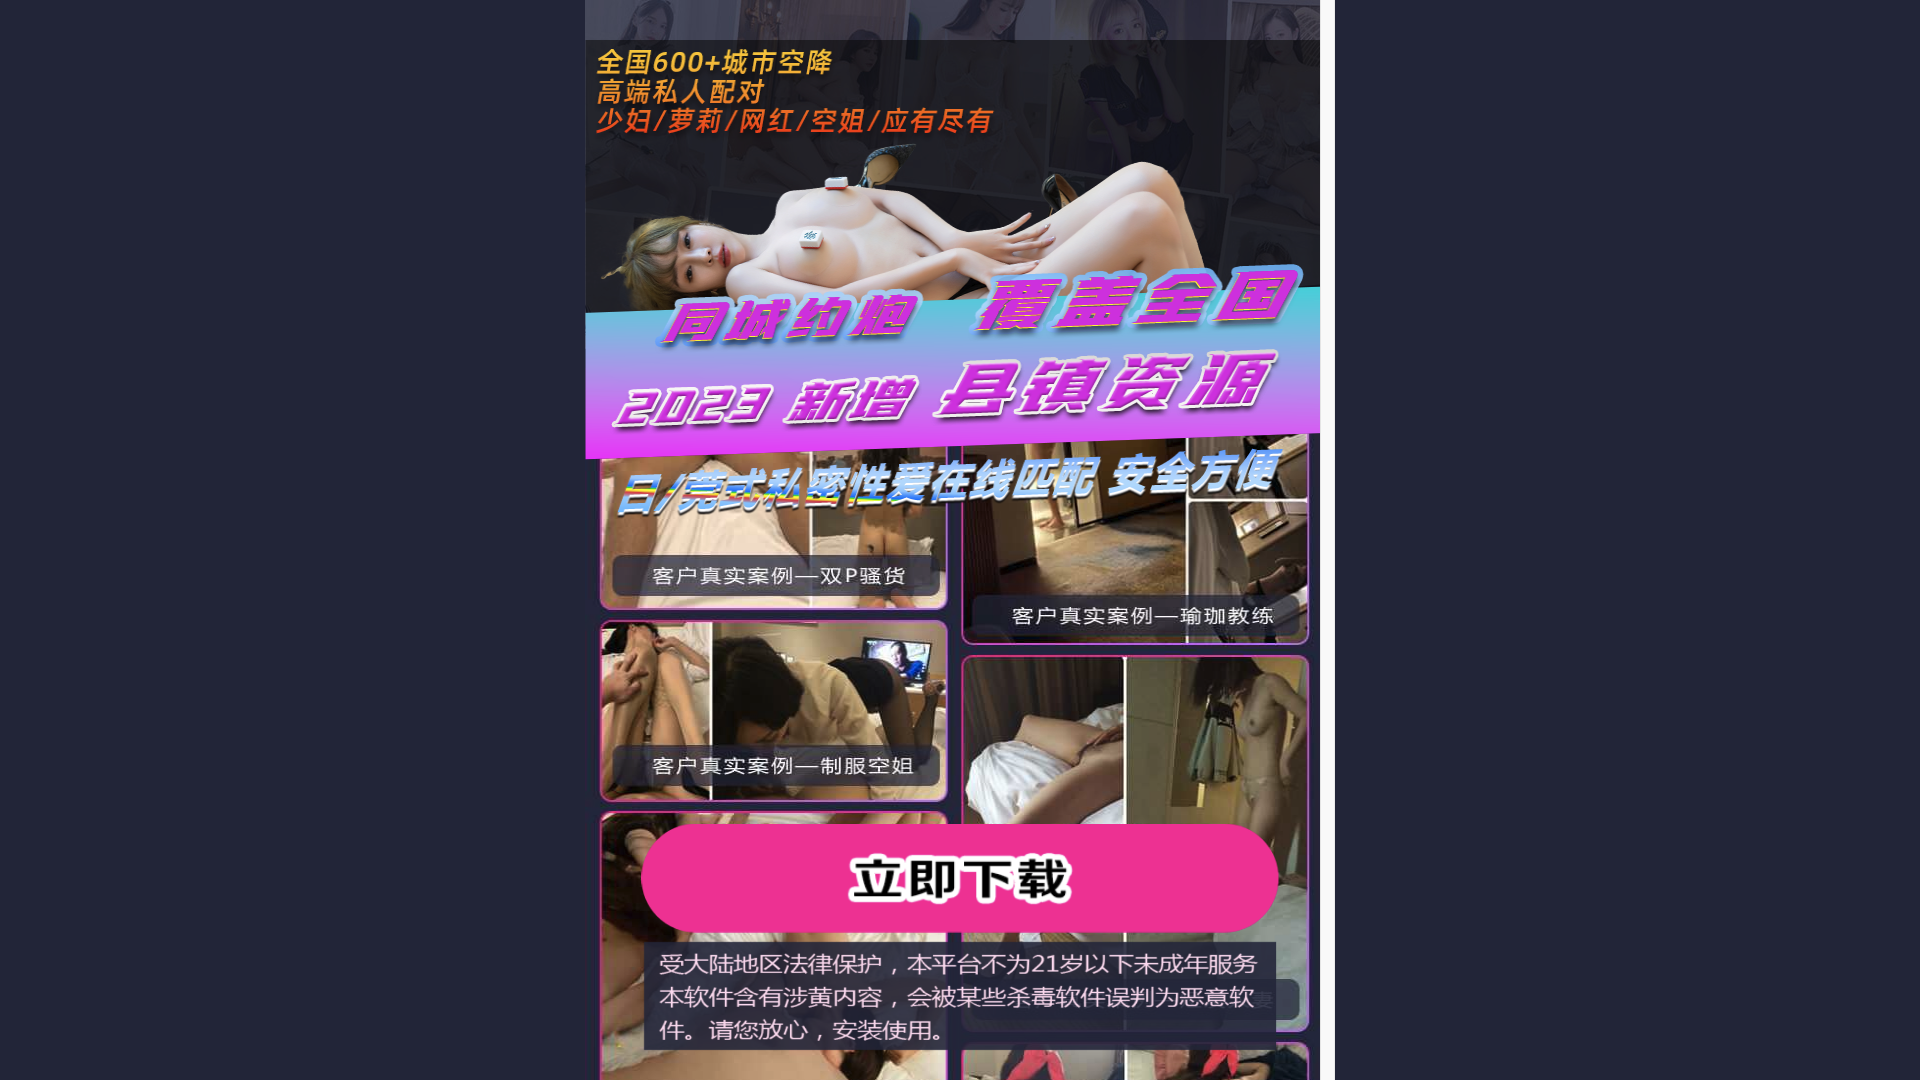 全国600+城市空降
高端私人配对
少妇/萝莉/网红/空姐/应有尽有
同城约炮 覆盖全国
2023 新增 县镇资源
日/莞式私密性爱在线匹配 安全方便
客户真实案例—双P骚货
客户真实案例—瑜珈教练
客户真实案例—制服空姐
立即下载
受大陆地区法律保护，本平台不为21岁以下未成年服务
本软件含有涉黄内容，会被某些杀毒软件误判为恶意软
件。请您放心，安装使用。